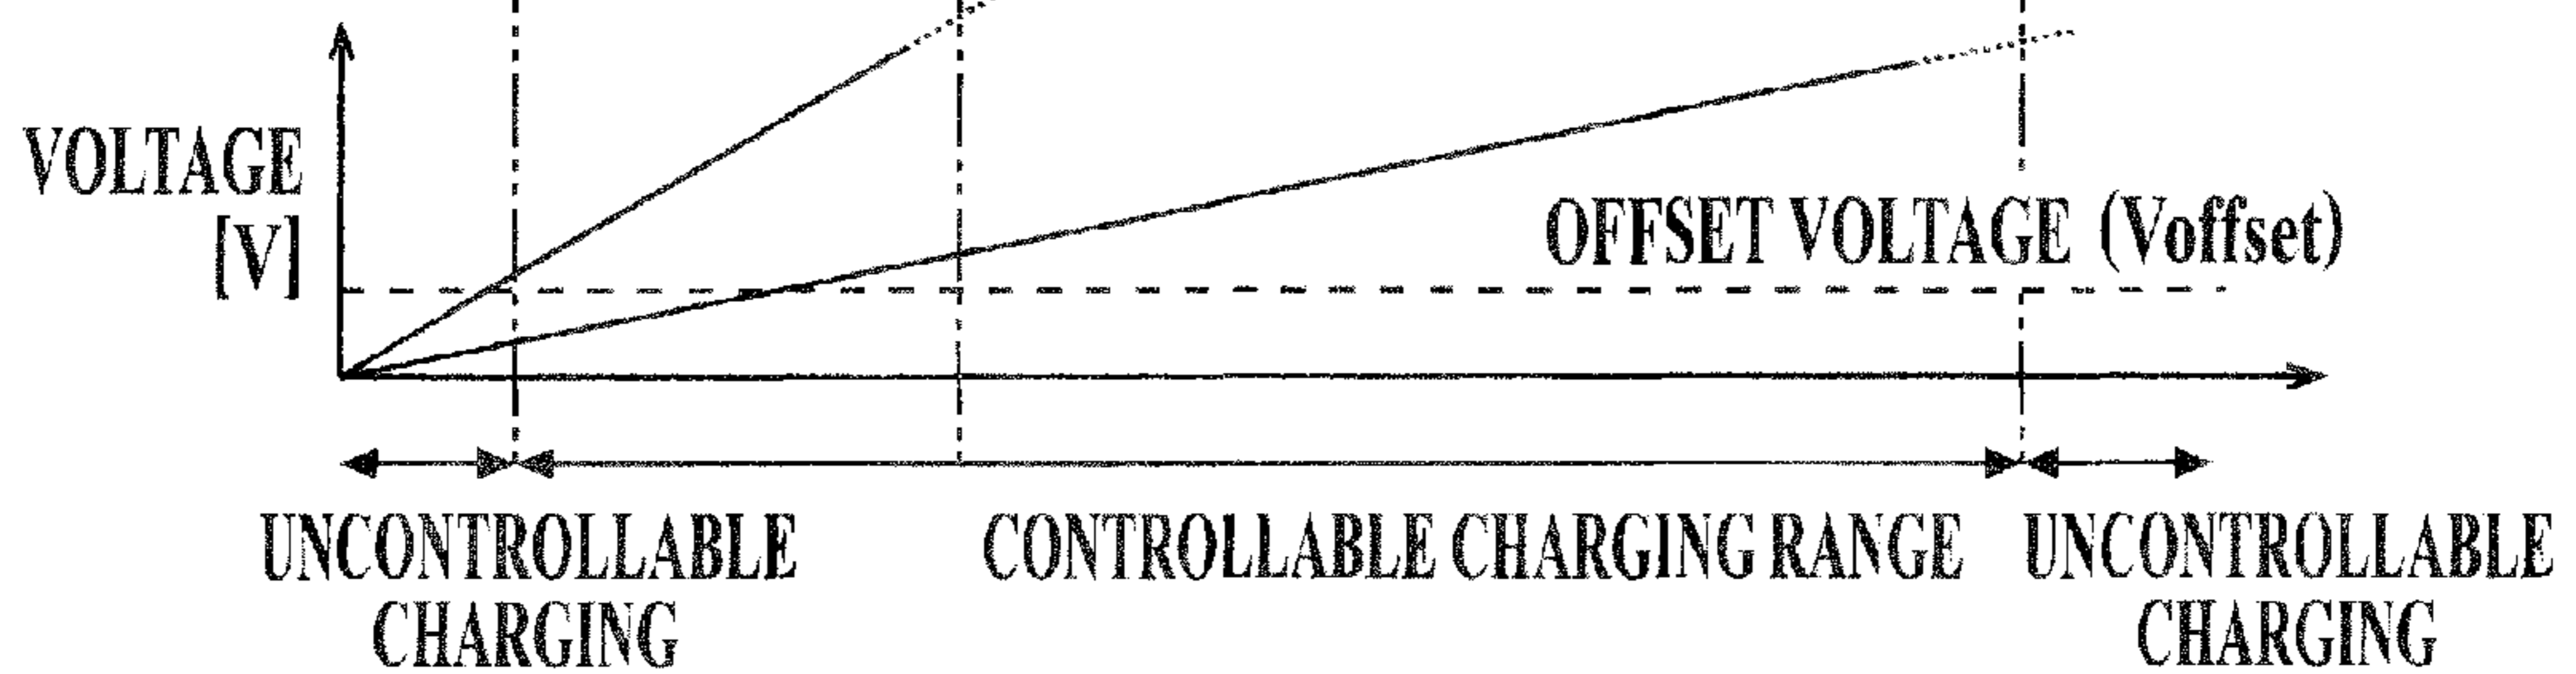 VOLTAGE
[V]
OFFSET VOLTAGE (Voffset)
UNCONTROLLABLE
CHARGING
CONTROLLABLE CHARGING RANGE
UNCONTROLLABLE
CHARGING